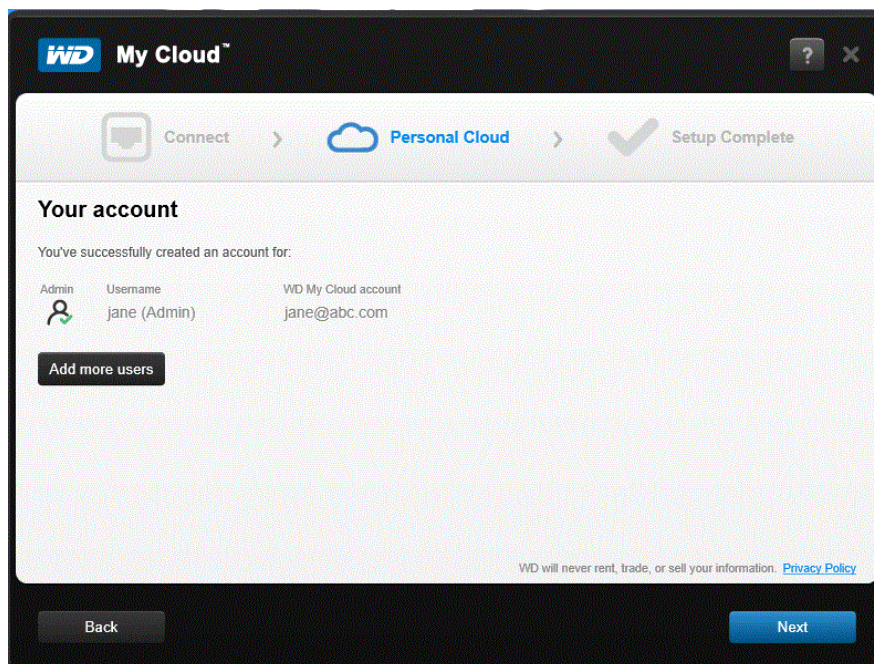 WD My Cloud™ ?
Connect Personal Cloud Setup Complete
Your account
You've successfully created an account for:
Admin Username WD My Cloud account
jane (Admin) jane@abc.com
Add more users
WD will never rent, trade, or sell your information. Privacy Policy
Back Next